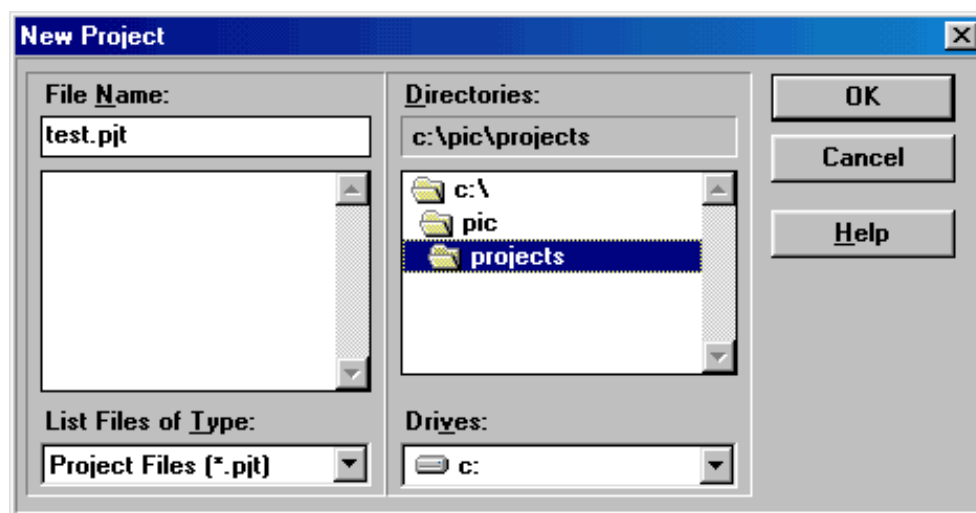 New Project
File Name:
test.pjt
List Files of Type:
Project Files (*.pjt)
Directories:
c:\pic\projects
c:\
pic
projects
Drives:
c:
OK
Cancel
Help